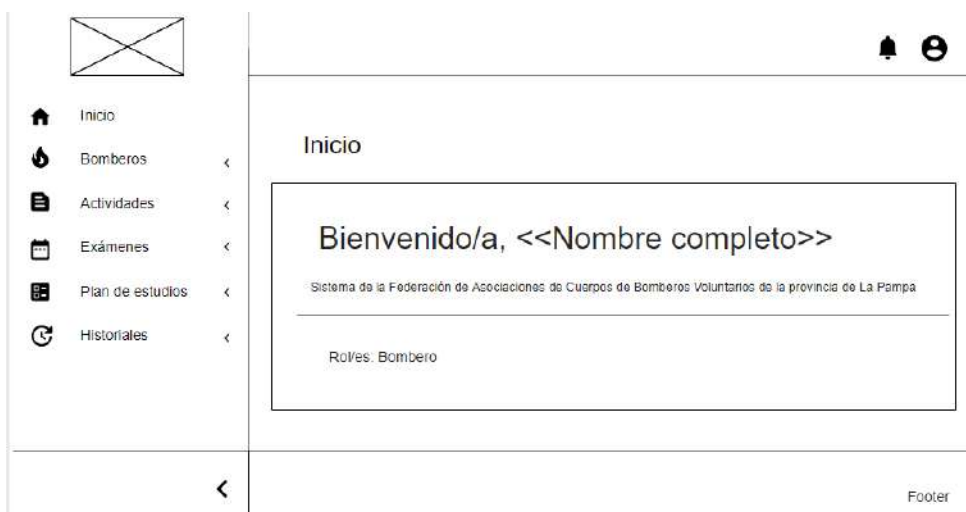 Inicio
Bomberos
Actividades
Exámenes
Plan de estudios
Historiales
Inicio
Bienvenido/a, <<Nombre completo>>
Sistema de la Federación de Asociaciones de Cuerpos de Bomberos Voluntarios de la provincia de La Pampa
Rol/es: Bombero
Footer